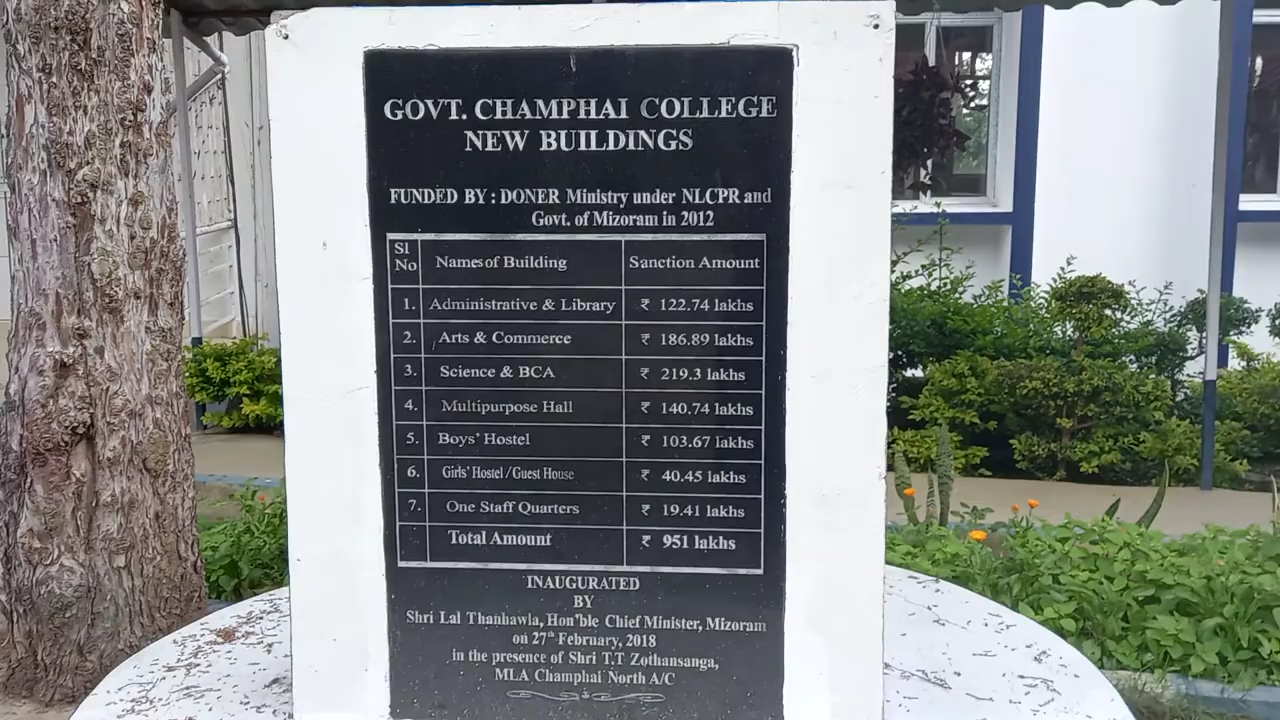 GOVT. CHAMPHAI COLLEGE
NEW BUILDINGS
FUNDED BY : DONER Ministry under NLCPR and
Govt. of Mizoram in 2012
Sl No Names of Building Sanction Amount
1. Administrative & Library ₹ 122.74 lakhs
2. Arts & Commerce ₹ 186.89 lakhs
3. Science & BCA ₹ 219.3 lakhs
4. Multipurpose Hall ₹ 140.74 lakhs
5. Boys' Hostel ₹ 103.67 lakhs
6. Girls' Hostel / Guest House ₹ 40.45 lakhs
7. One Staff Quarters ₹ 19.41 lakhs
Total Amount ₹ 951 lakhs
INAUGURATED
BY
Shri Lal Thanhawla, Hon'ble Chief Minister, Mizoram
on 27th February, 2018
in the presence of Shri T.T Zothansanga,
MLA Champhai North A/C